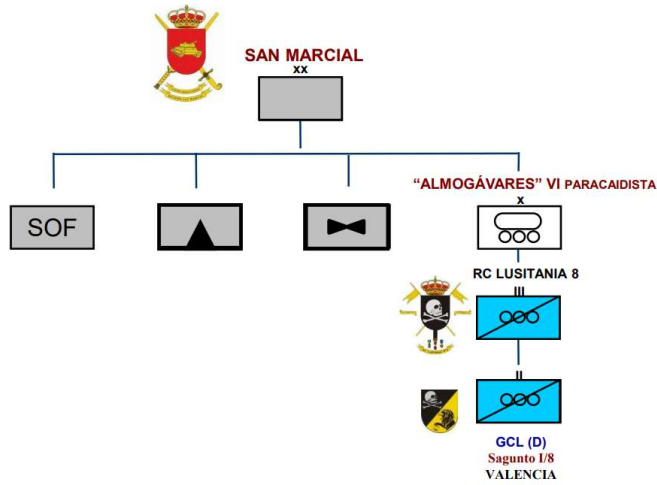 SAN MARCIAL
xx
"ALMOGÁVARES" VI PARACAIDISTA
x
SOF
RC LUSITANIA 8
III
II
GCL (D)
Sagunto I/8
VALENCIA